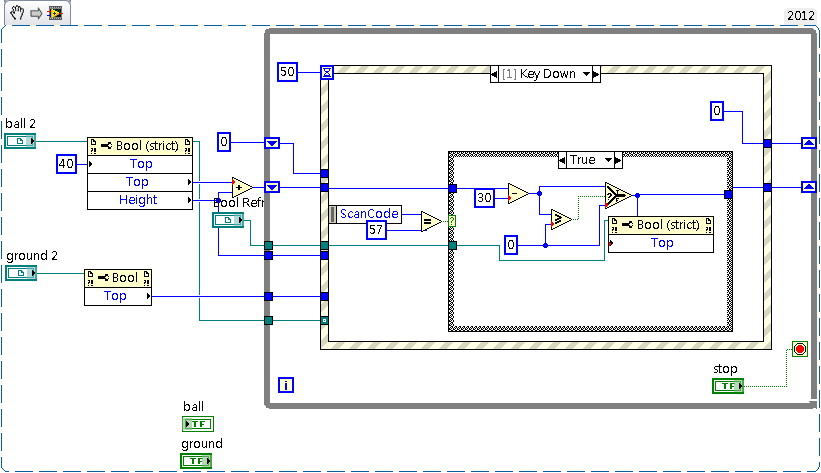 2012
50
[1] Key Down
ball 2
Bool (strict)
40
Top
Top
Height
0
+
Bool Refn
0
True
ScanCode
57
=
30
-
≥
?
T
F
0
Bool (strict)
Top
?
ground 2
Bool
Top
i
stop
TF
ball
TF
ground
TF